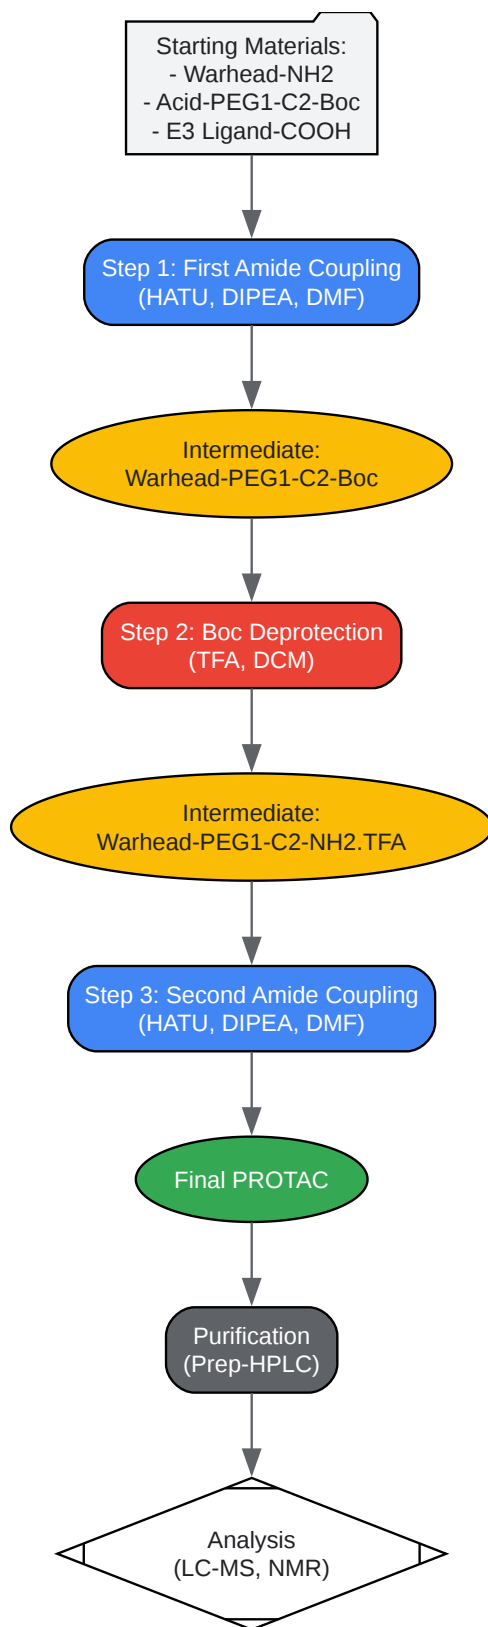 Starting Materials:
- Warhead-NH2
- Acid-PEG1-C2-Boc
- E3 Ligand-COOH
Step 1: First Amide Coupling
(HATU, DIPEA, DMF)
Intermediate:
Warhead-PEG1-C2-Boc
Step 2: Boc Deprotection
(TFA, DCM)
Intermediate:
Warhead-PEG1-C2-NH2.TFA
Step 3: Second Amide Coupling
(HATU, DIPEA, DMF)
Final PROTAC
Purification
(Prep-HPLC)
Analysis
(LC-MS, NMR)